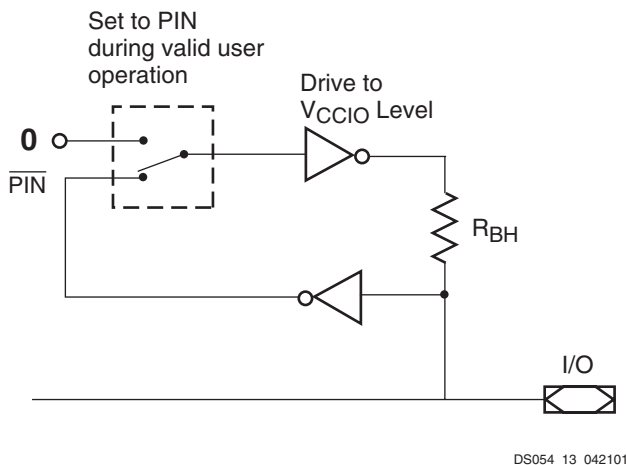 Set to PIN
during valid user
operation
Drive to
VCCIO Level
0
PIN
RBH
I/O
DS054_13_042101